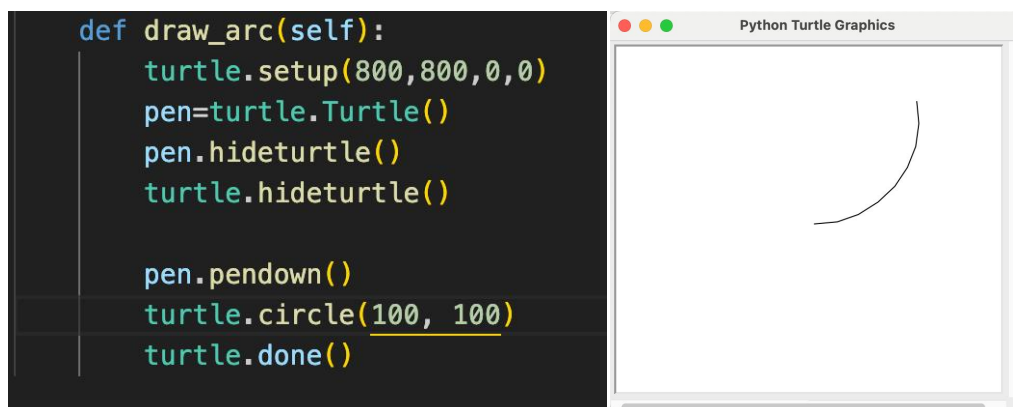 def draw_arc(self):
turtle.setup(800,800,0,0)
pen=turtle.Turtle()
pen.hideturtle()
turtle.hideturtle()
pen.pendown()
turtle.circle(100, 100)
turtle.done()
Python Turtle Graphics